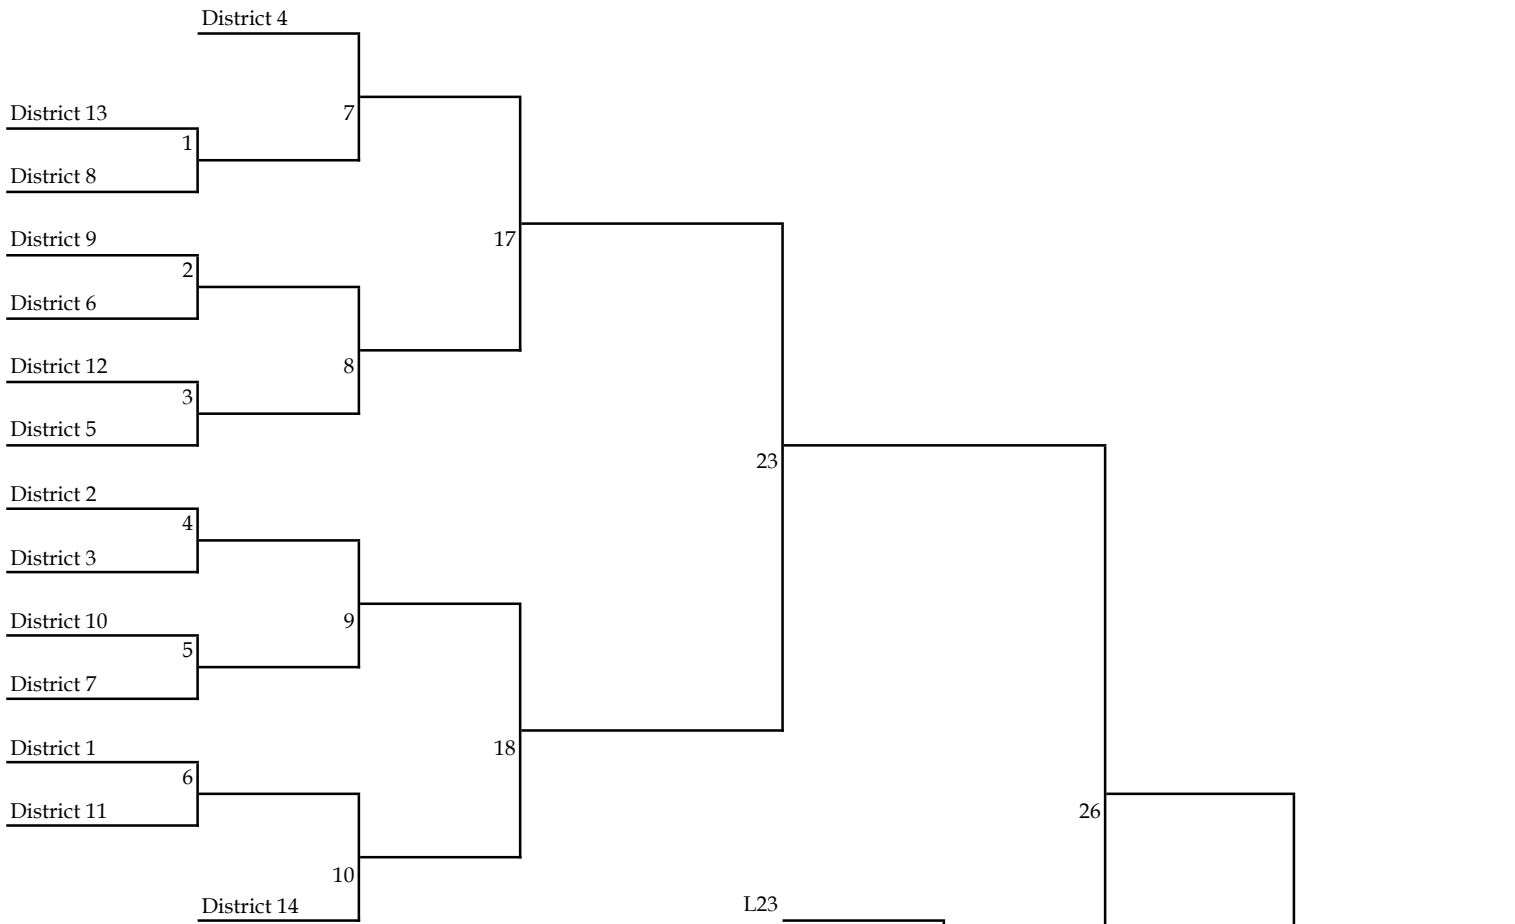 District 4
District 13
7
1
District 8
District 9
17
2
District 6
District 12
8
3
District 5
23
District 2
4
District 3
District 10
9
5
District 7
District 1
18
6
District 11
26
10
District 14
L23